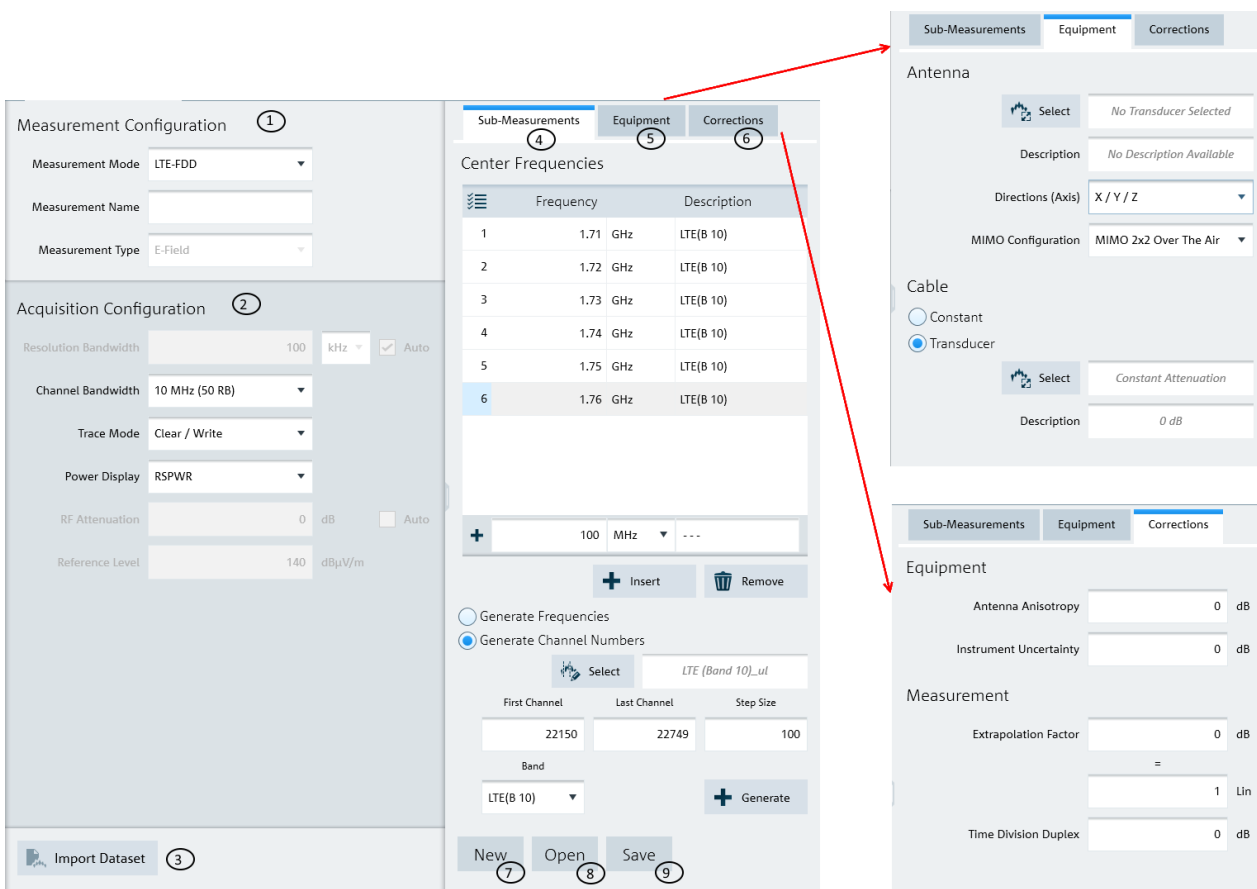 Measurement Configuration 1
Measurement Mode LTE-FDD
Measurement Name
Measurement Type E-Field
Acquisition Configuration 2
Resolution Bandwidth 100 kHz Auto
Channel Bandwidth 10 MHz (50 RB)
Trace Mode Clear / Write
Power Display RSPWR
RF Attenuation 0 dB Auto
Reference Level 140 dBµV/m
Import Dataset 3
Sub-Measurements Equipment Corrections
4 5 6
Center Frequencies
Frequency Description
1 1.71 GHz LTE(B 10)
2 1.72 GHz LTE(B 10)
3 1.73 GHz LTE(B 10)
4 1.74 GHz LTE(B 10)
5 1.75 GHz LTE(B 10)
6 1.76 GHz LTE(B 10)
+ 100 MHz ---
+ Insert Remove
Generate Frequencies
Generate Channel Numbers
Select LTE (Band 10)_ul
First Channel Last Channel Step Size
22150 22749 100
Band
LTE(B 10) + Generate
New Open Save
7 8 9
Sub-Measurements Equipment Corrections
Antenna
Select No Transducer Selected
Description No Description Available
Directions (Axis) X / Y / Z
MIMO Configuration MIMO 2x2 Over The Air
Cable
Constant
Transducer
Select Constant Attenuation
Description 0 dB
Sub-Measurements Equipment Corrections
Equipment
Antenna Anisotropy 0 dB
Instrument Uncertainty 0 dB
Measurement
Extrapolation Factor 0 dB
=
1 Lin
Time Division Duplex 0 dB